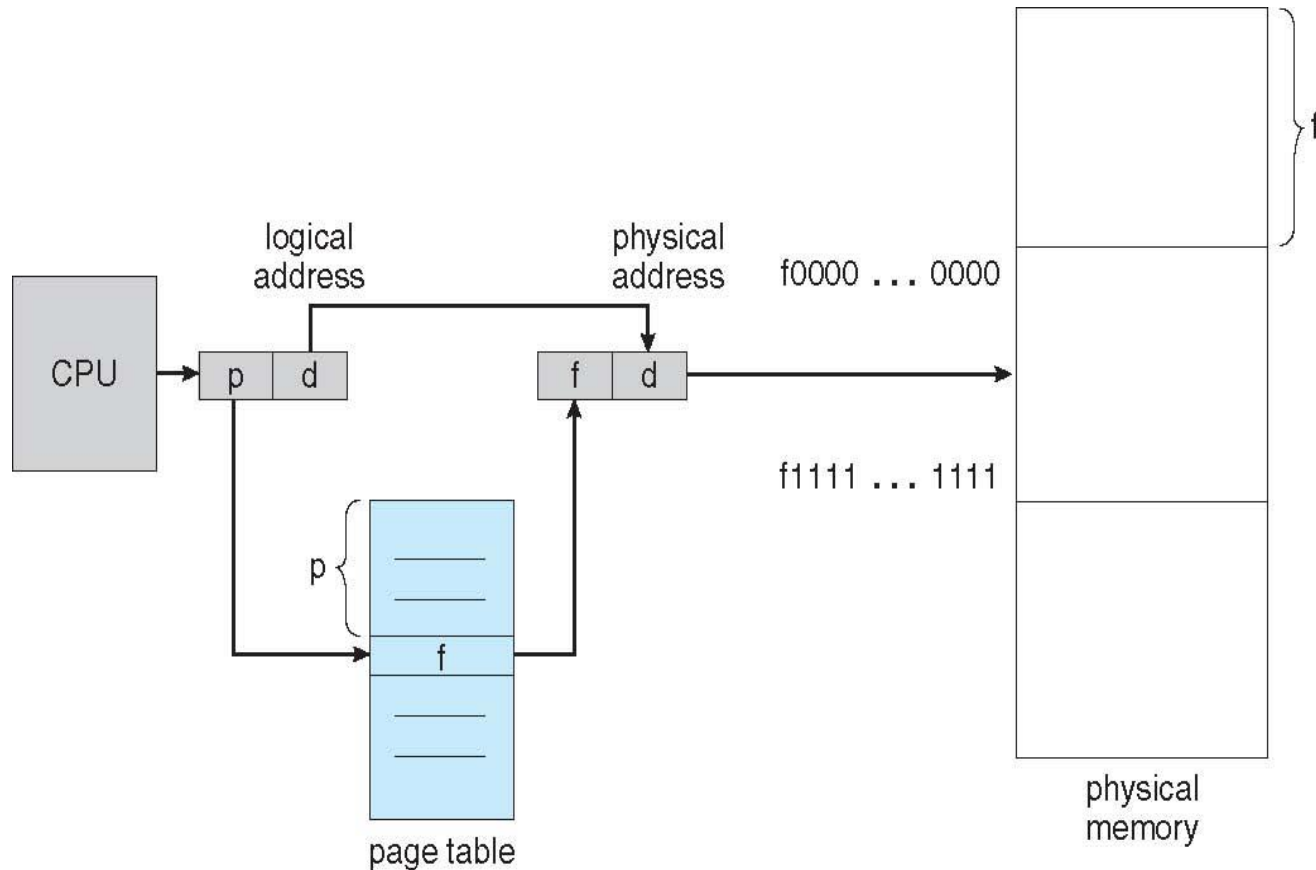 f
logical
address
physical
address
f0000 ... 0000
CPU
p d
f d
f1111 ... 1111
p
f
page table
physical
memory